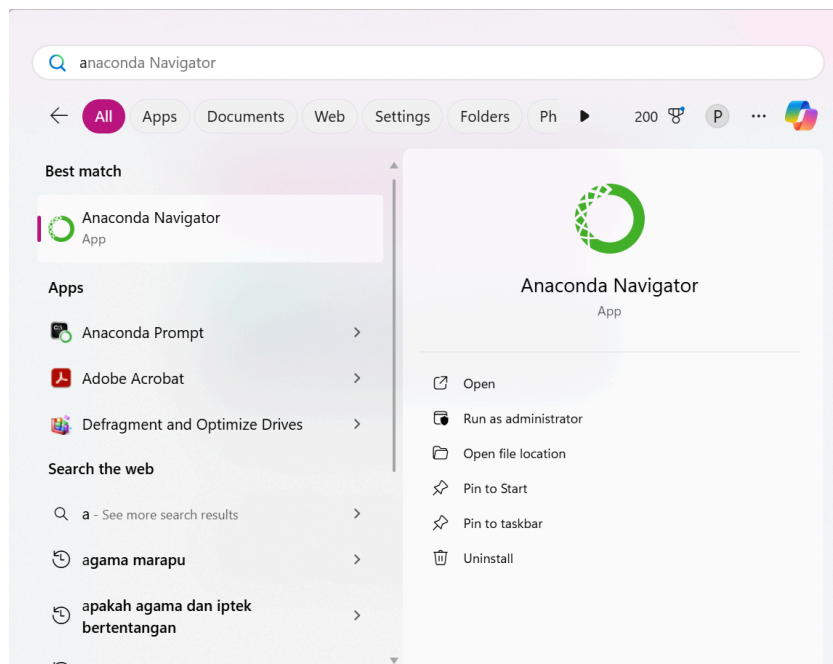 anaconda Navigator
All Apps Documents Web Settings Folders Ph 200 P ...
Best match
Anaconda Navigator
App
Apps
Anaconda Prompt
Adobe Acrobat
Defragment and Optimize Drives
Search the web
a - See more search results
agama marapu
apakah agama dan iptek
bertentangan
Anaconda Navigator
App
Open
Run as administrator
Open file location
Pin to Start
Pin to taskbar
Uninstall